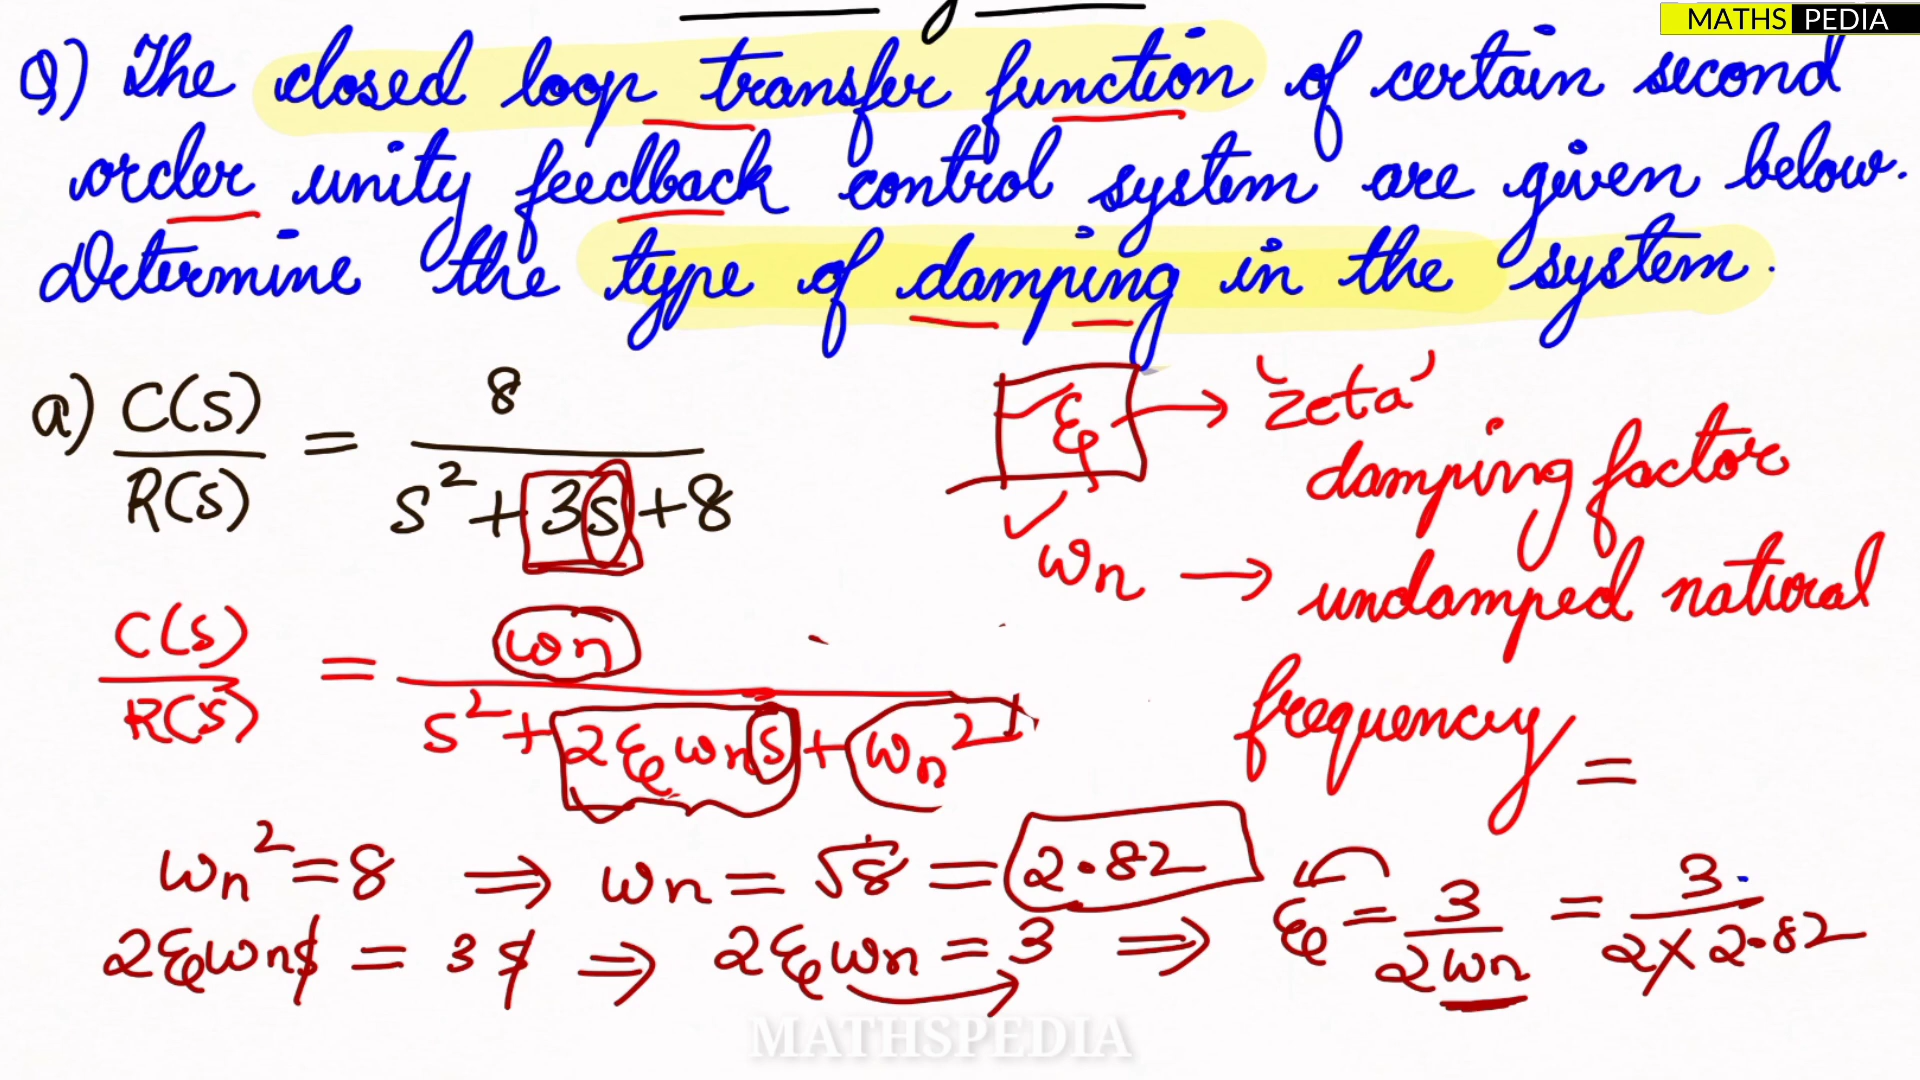 MATHS PEDIA
Q) The closed loop transfer function of certain second
order unity feedback control system are given below.
Determine the type of damping in the system.
a) C(S)/R(S) = 8/(S² + 3S + 8)
ξ → 'zeta'
damping factor
ωn → undamped natural
frequency =
C(S)/R(S) = ωn/(S² + 2ξωnS + ωn²)
ωn² = 8 ⇒ ωn = √8 = 2.82
2ξωnS = 3S ⇒ 2ξωn = 3 ⇒ ξ = 3/2ωn = 3/(2×2.82)
MATHSPEDIA